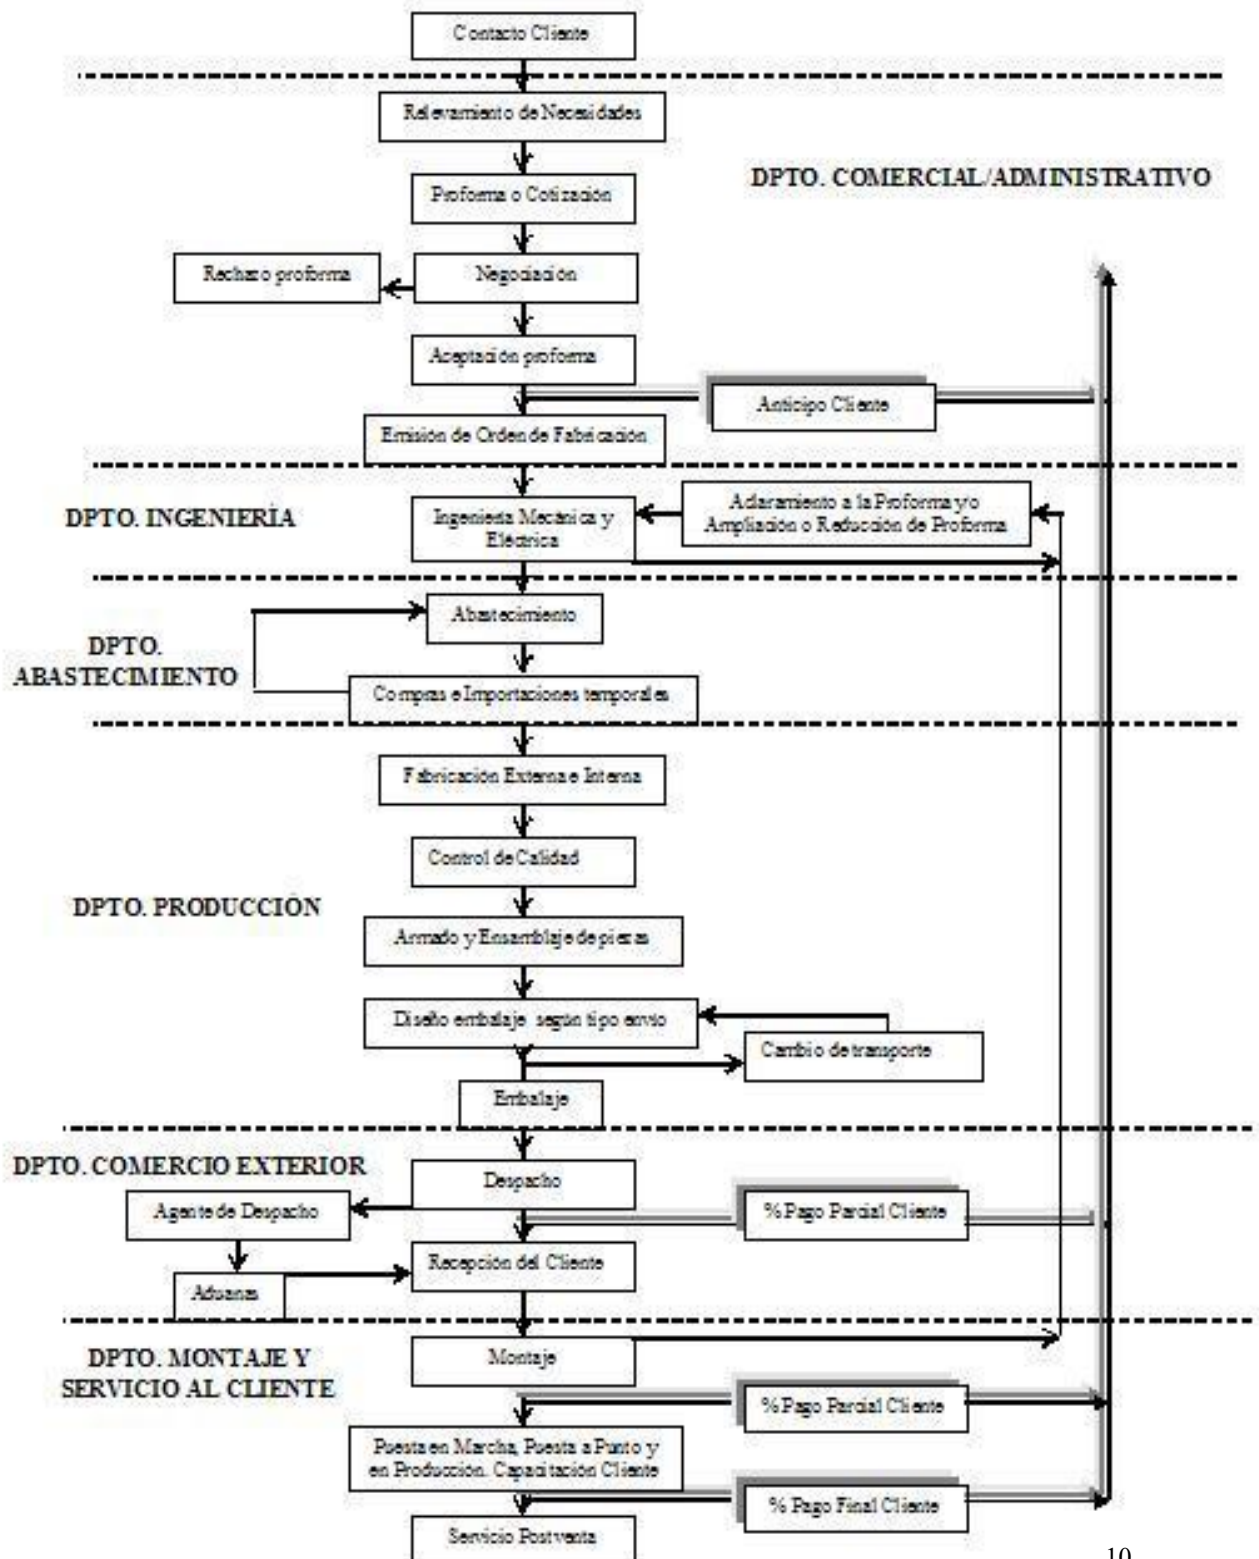 Contacto Cliente
Relevamiento de Necesidades
DPTO. COMERCIAL/ADMINISTRATIVO
Proforma o Cotización
Rechazo proforma
Negociación
Aceptación proforma
Anticipo Cliente
Emisión de Orden de Fabricación
DPTO. INGENIERÍA
Ingeniería Mecánica y
Eléctrica
Aclaramiento a la Proforma y/o
Ampliación o Reducción de Proforma
DPTO.
ABASTECIMIENTO
Abastecimiento
Compras e Importaciones temporales
Fabricación Externa e Interna
Control de Calidad
DPTO. PRODUCCIÓN
Armado y Ensamblaje de piezas
Diseño embalaje según tipo envío
Cambio de transporte
Embalaje
DPTO. COMERCIO EXTERIOR
Despacho
Agente de Despacho
% Pago Parcial Cliente
Recepción del Cliente
Aduanas
DPTO. MONTAJE Y
SERVICIO AL CLIENTE
Montaje
% Pago Parcial Cliente
Puesta en Marcha, Puesta a Punto y
en Producción. Capacitación Cliente
% Pago Final Cliente
Servicio Postventa
10